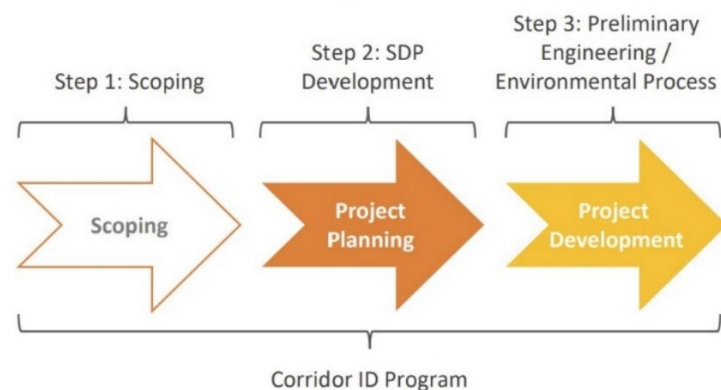 Step 1: Scoping
Step 2: SDP
Development
Step 3: Preliminary
Engineering /
Environmental Process
Scoping
Project
Planning
Project
Development
Corridor ID Program